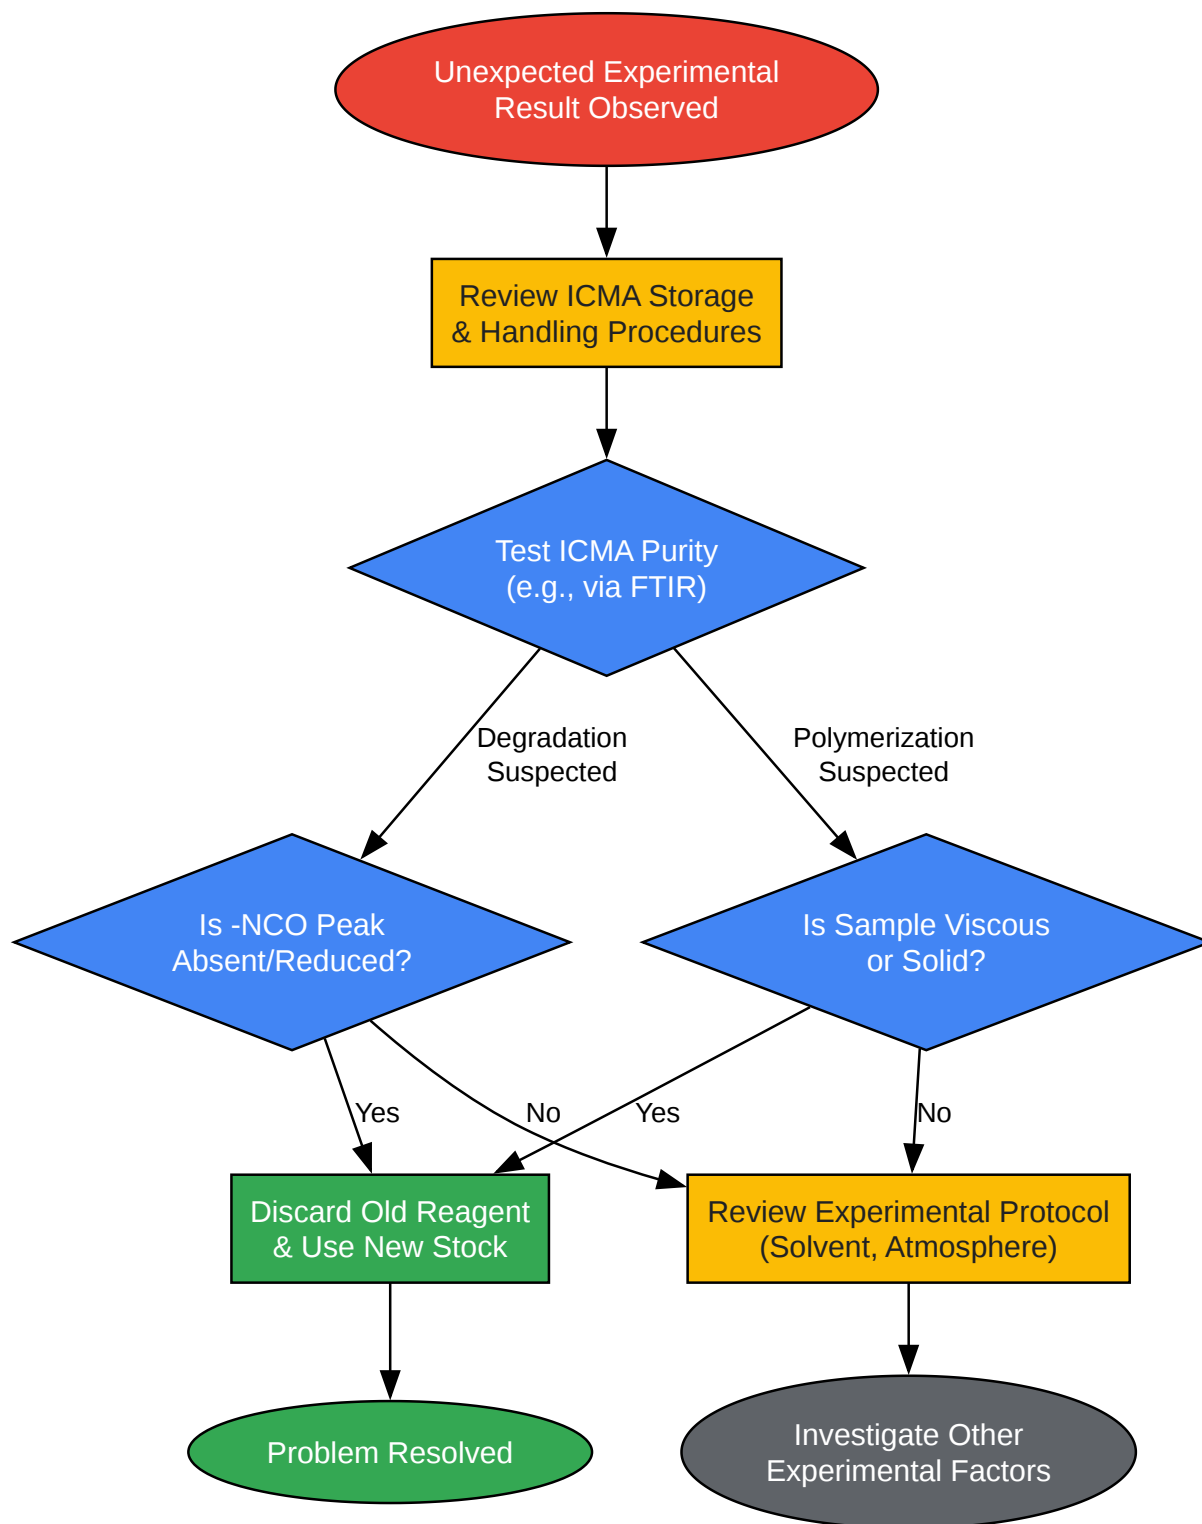 Unexpected Experimental
Result Observed
Review ICMA Storage
& Handling Procedures
Test ICMA Purity
(e.g., via FTIR)
Degradation
Suspected
Polymerization
Suspected
Is -NCO Peak
Absent/Reduced?
Is Sample Viscous
or Solid?
Yes
No
Yes
No
Discard Old Reagent
& Use New Stock
Review Experimental Protocol
(Solvent, Atmosphere)
Problem Resolved
Investigate Other
Experimental Factors